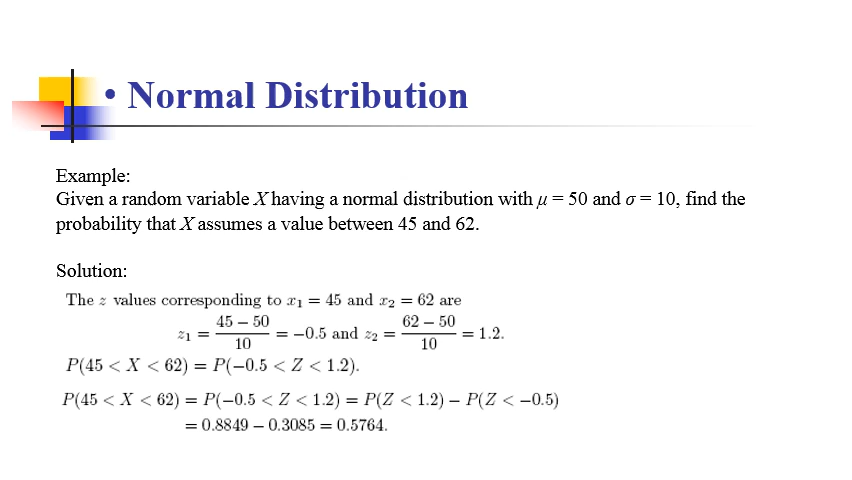 • Normal Distribution
Example:
Given a random variable X having a normal distribution with μ = 50 and σ = 10, find the
probability that X assumes a value between 45 and 62.
Solution:
The z values corresponding to x₁ = 45 and x₂ = 62 are
z₁ = (45 − 50)/10 = −0.5 and z₂ = (62 − 50)/10 = 1.2.
P(45 < X < 62) = P(−0.5 < Z < 1.2).
P(45 < X < 62) = P(−0.5 < Z < 1.2) = P(Z < 1.2) − P(Z < −0.5)
= 0.8849 − 0.3085 = 0.5764.